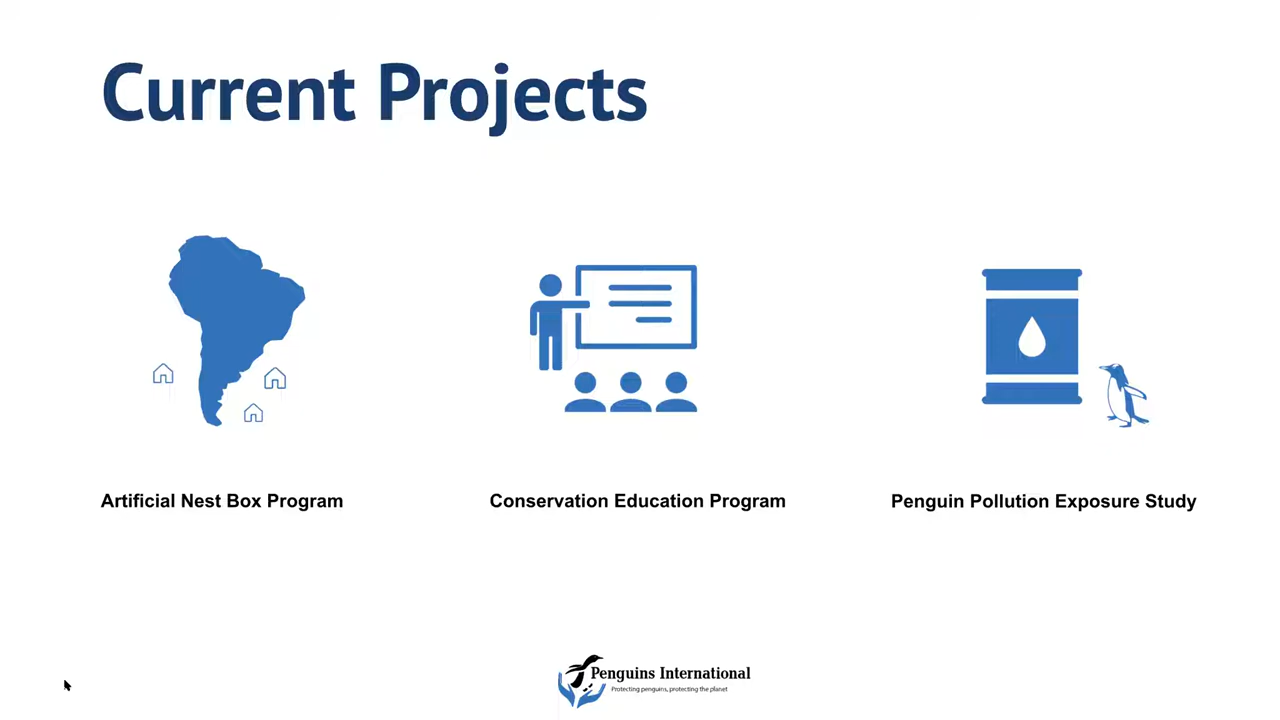 Current Projects
Artificial Nest Box Program
Conservation Education Program
Penguin Pollution Exposure Study
Penguins International
Protecting penguins, protecting the planet